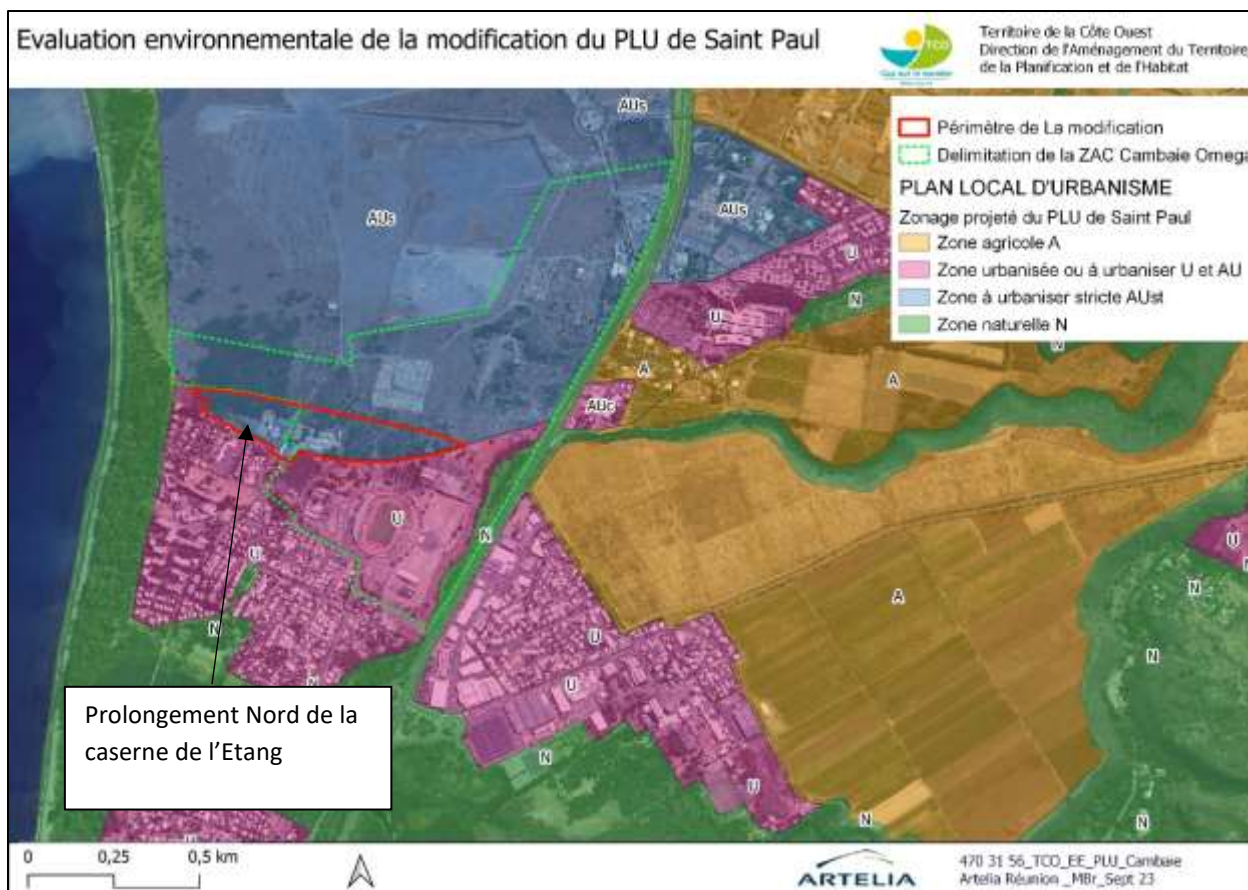 Evaluation environnementale de la modification du PLU de Saint Paul
TCO
Territoire de la Côte Ouest
Direction de l'Aménagement du Territoire,
de la Planification et de l'Habitat
Périmètre de La modification
Delimitation de la ZAC Cambaie Omega
PLAN LOCAL D'URBANISME
Zonage projeté du PLU de Saint Paul
Zone agricole A
Zone urbanisée ou à urbaniser U et AU
Zone à urbaniser stricte AUst
Zone naturelle N
AUs
AUs
AUs
U
N
U
N
A
A
AUc
U
N
U
U
N
N
U
U
N
U
N
A
N
N
N
U
N
U
Prolongement Nord de la
caserne de l'Etang
0 0,25 0,5 km
ARTELIA
470 31 56_TCO_EE_PLU_Cambaie
Artelia Réunion _MBr_Sept 23